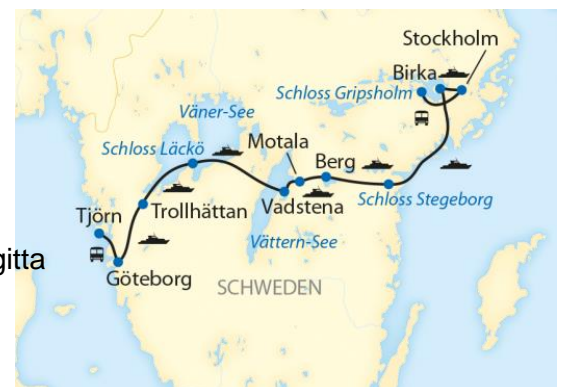 Stockholm
Birka
Schloss Gripsholm
Väner-See
Motala
Schloss Läckö
Berg
Tjörn
Trollhättan
Vadstena
Schloss Stegeborg
Vättern-See
gitta
Göteborg
SCHWEDEN